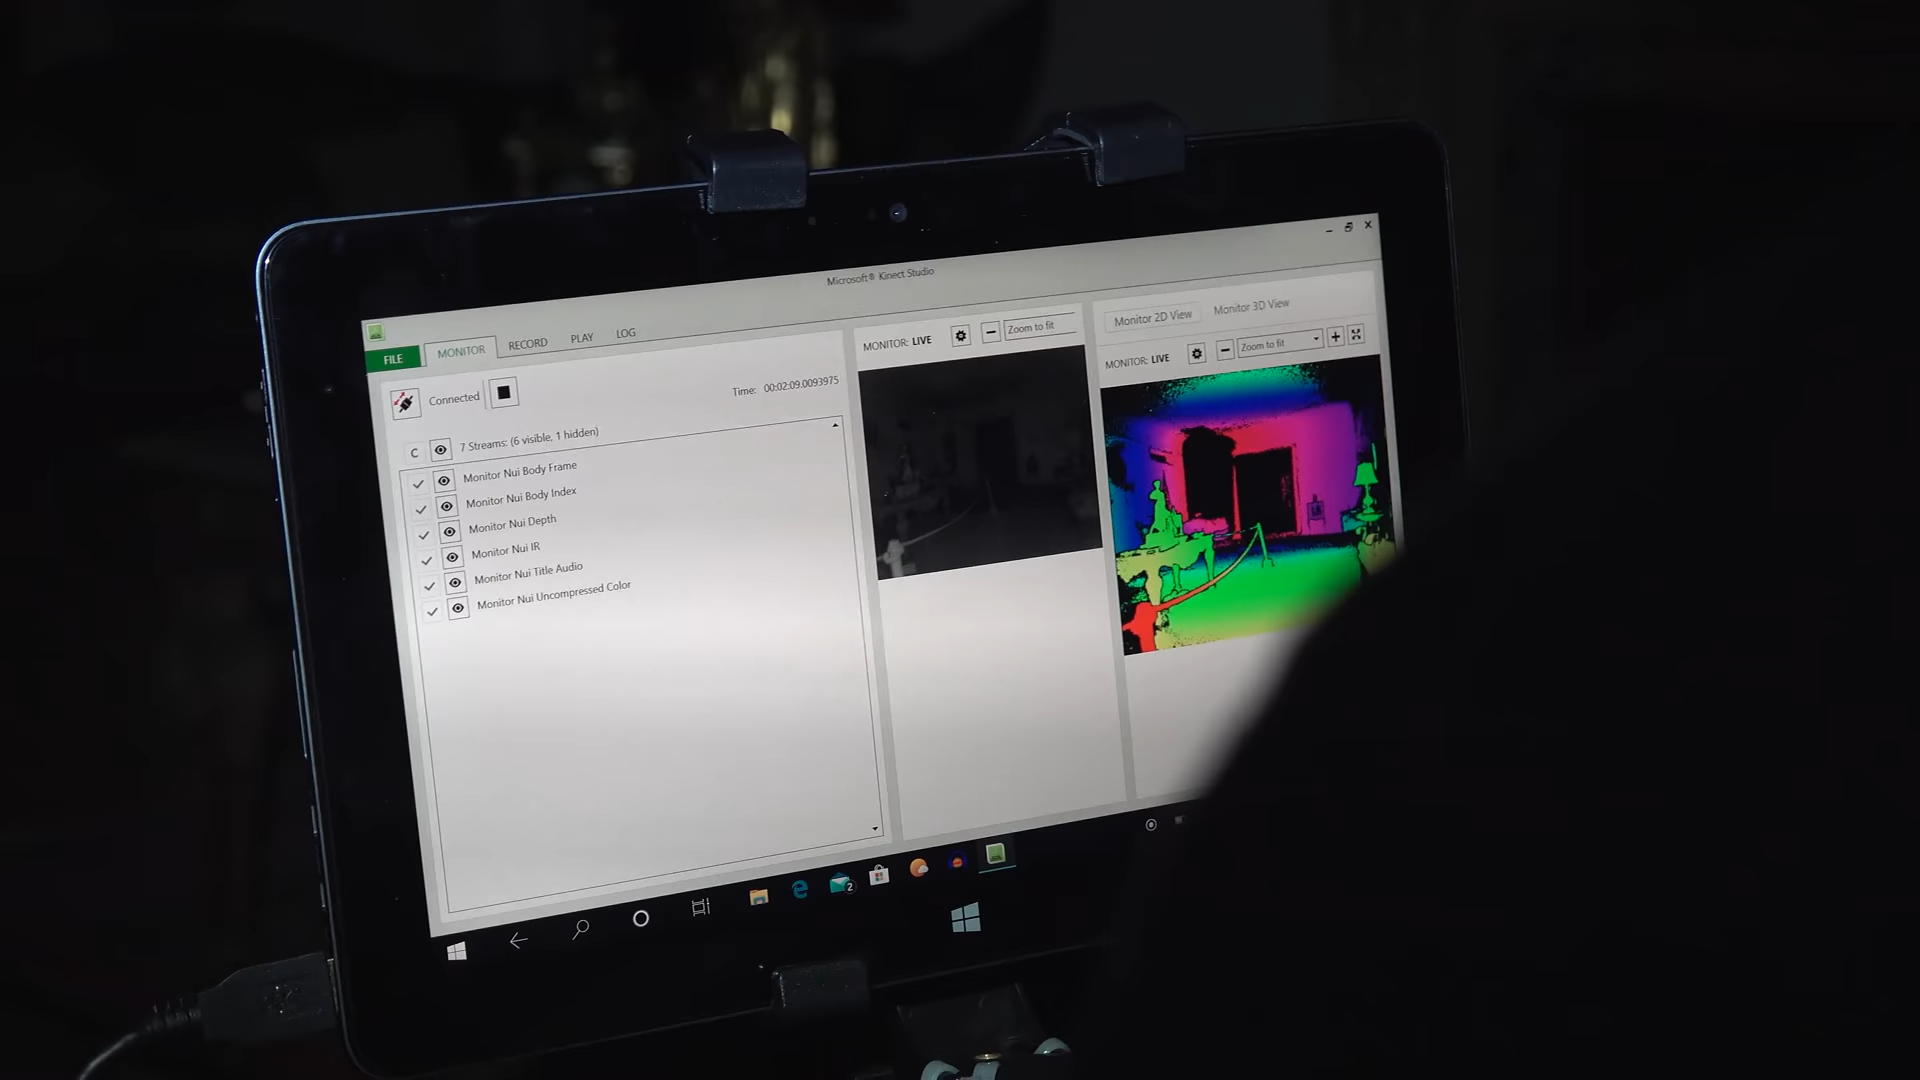 Microsoft® Kinect Studio
FILE MONITOR RECORD PLAY LOG
Connected
Time: 00:02:09.0093975
C 7 Streams: (6 visible, 1 hidden)
Monitor Nui Body Frame
Monitor Nui Body Index
Monitor Nui Depth
Monitor Nui IR
Monitor Nui Title Audio
Monitor Nui Uncompressed Color
MONITOR: LIVE Zoom to fit
Monitor 2D View Monitor 3D View
MONITOR: LIVE Zoom to fit
2